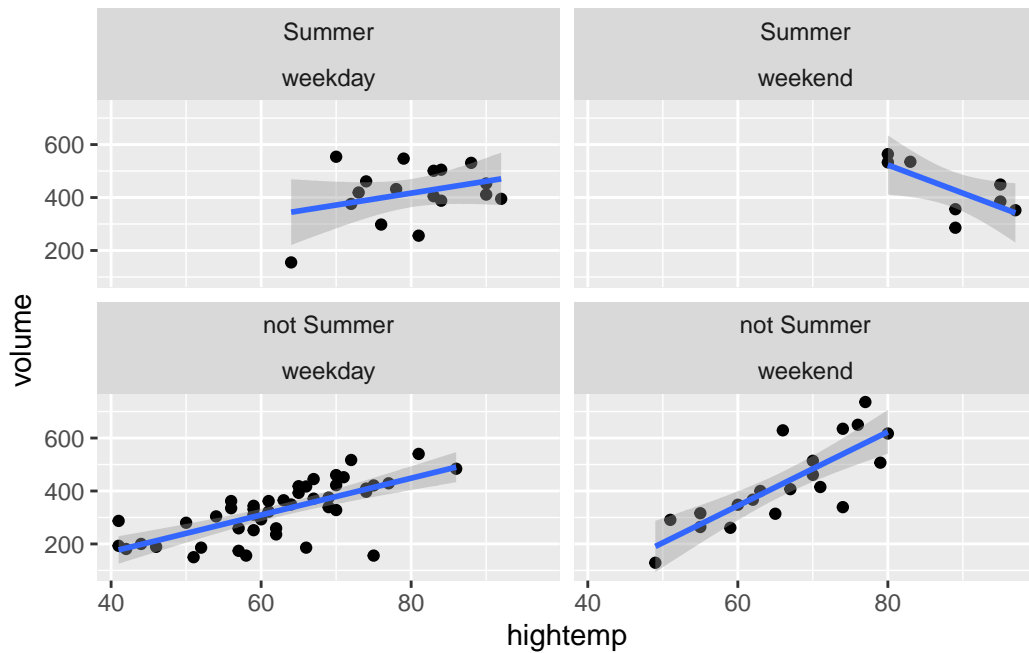 Summer
weekday
Summer
weekend
600
400
200
not Summer
weekday
not Summer
weekend
600
400
200
40 60 80
40 60 80
volume
hightemp